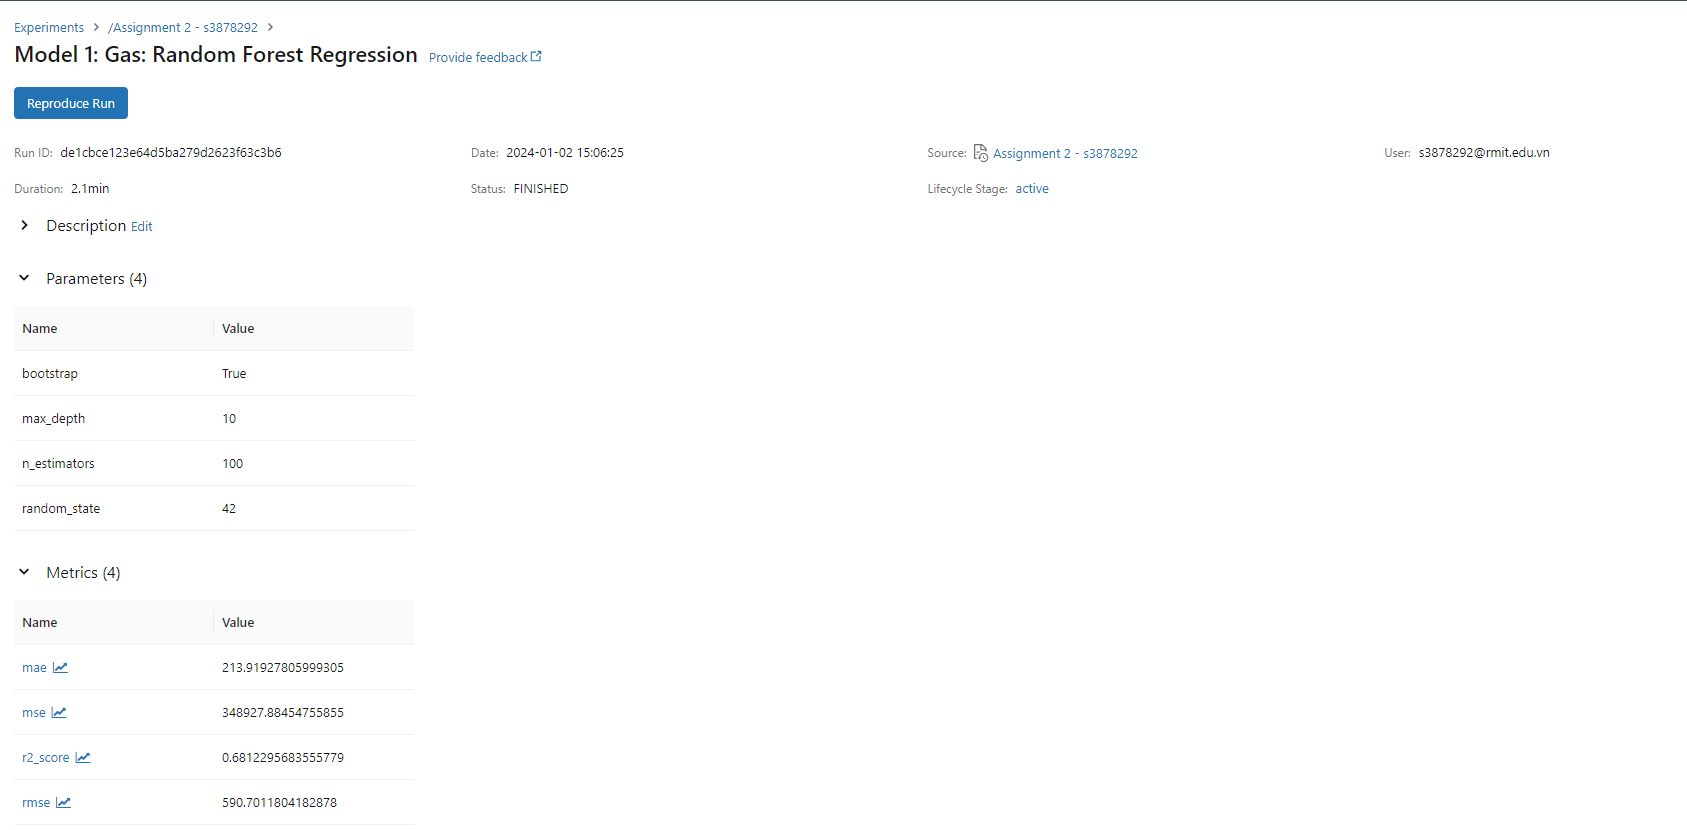 Experiments > /Assignment 2 - s3878292 >
Model 1: Gas: Random Forest Regression Provide feedback
Reproduce Run
Run ID: de1cbce123e64d5ba279d2623f63c3b6 Date: 2024-01-02 15:06:25 Source: Assignment 2 - s3878292 User: s3878292@rmit.edu.vn
Duration: 2.1min Status: FINISHED Lifecycle Stage: active
Description Edit
Parameters (4)
Name Value
bootstrap True
max_depth 10
n_estimators 100
random_state 42
Metrics (4)
Name Value
mae 213.91927805999305
mse 348927.88454755855
r2_score 0.6812295683555779
rmse 590.7011804182878